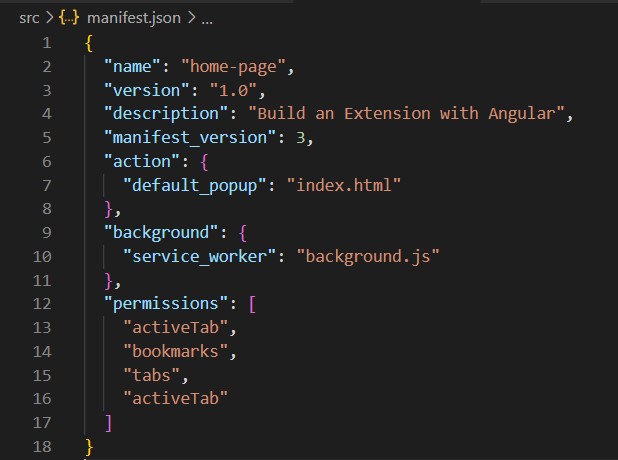 src > {..} manifest.json > ...
1 {
2 "name": "home-page",
3 "version": "1.0",
4 "description": "Build an Extension with Angular",
5 "manifest_version": 3,
6 "action": {
7 "default_popup": "index.html"
8 },
9 "background": {
10 "service_worker": "background.js"
11 },
12 "permissions": [
13 "activeTab",
14 "bookmarks",
15 "tabs",
16 "activeTab"
17 ]
18 }